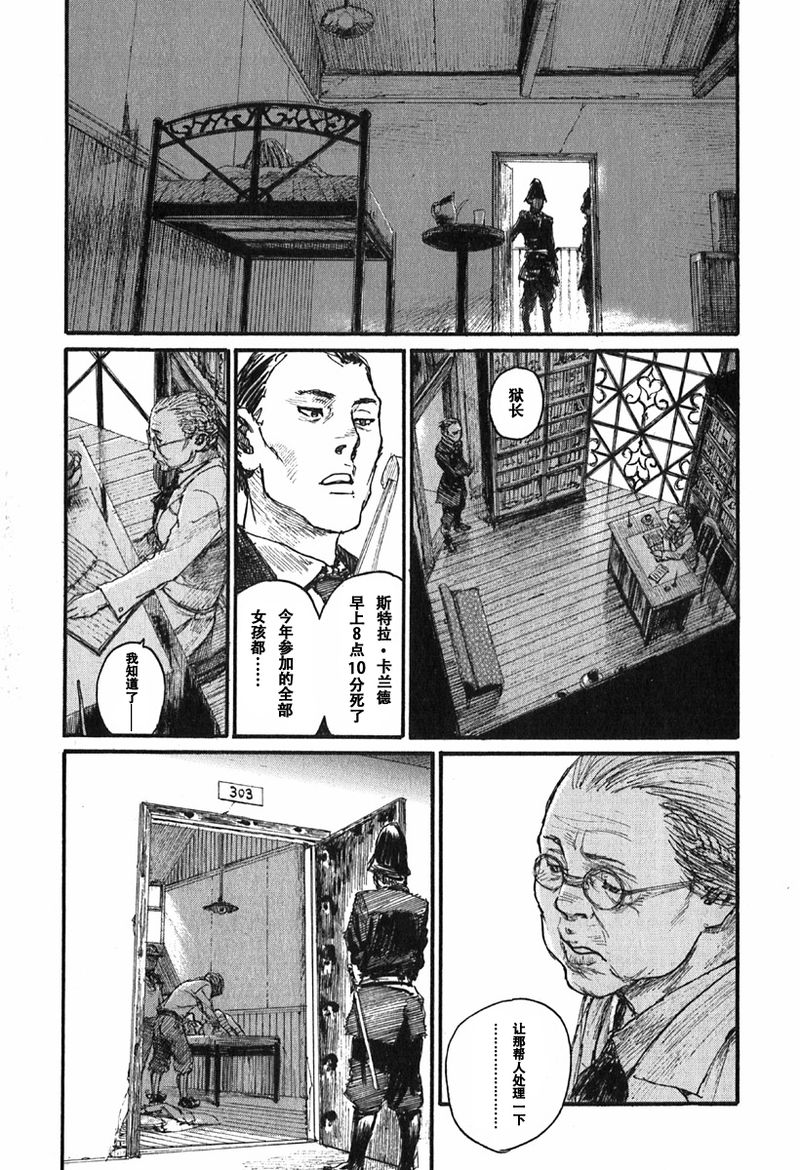 狱长
斯特拉·卡兰德
早上8点10分死了
今年参加的全部
女孩都……
我知道了——
让那帮人处理一下
……………
303